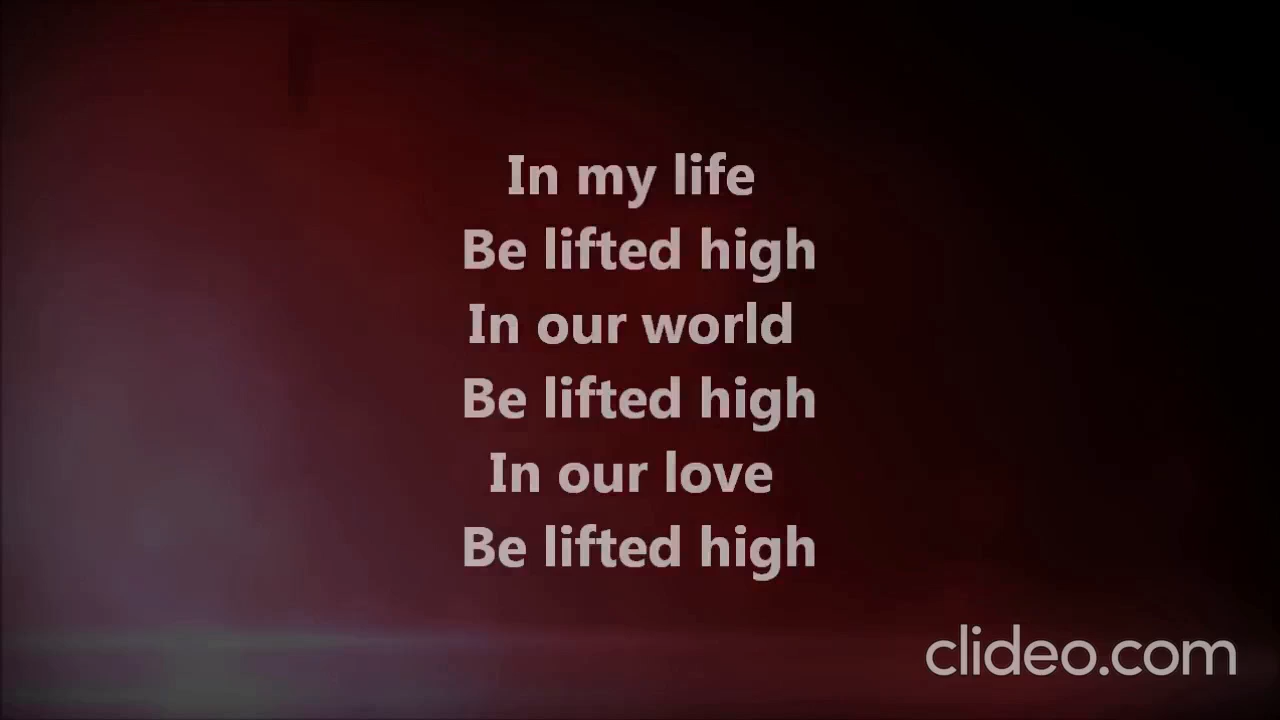 In my life
Be lifted high
In our world
Be lifted high
In our love
Be lifted high
clideo.com